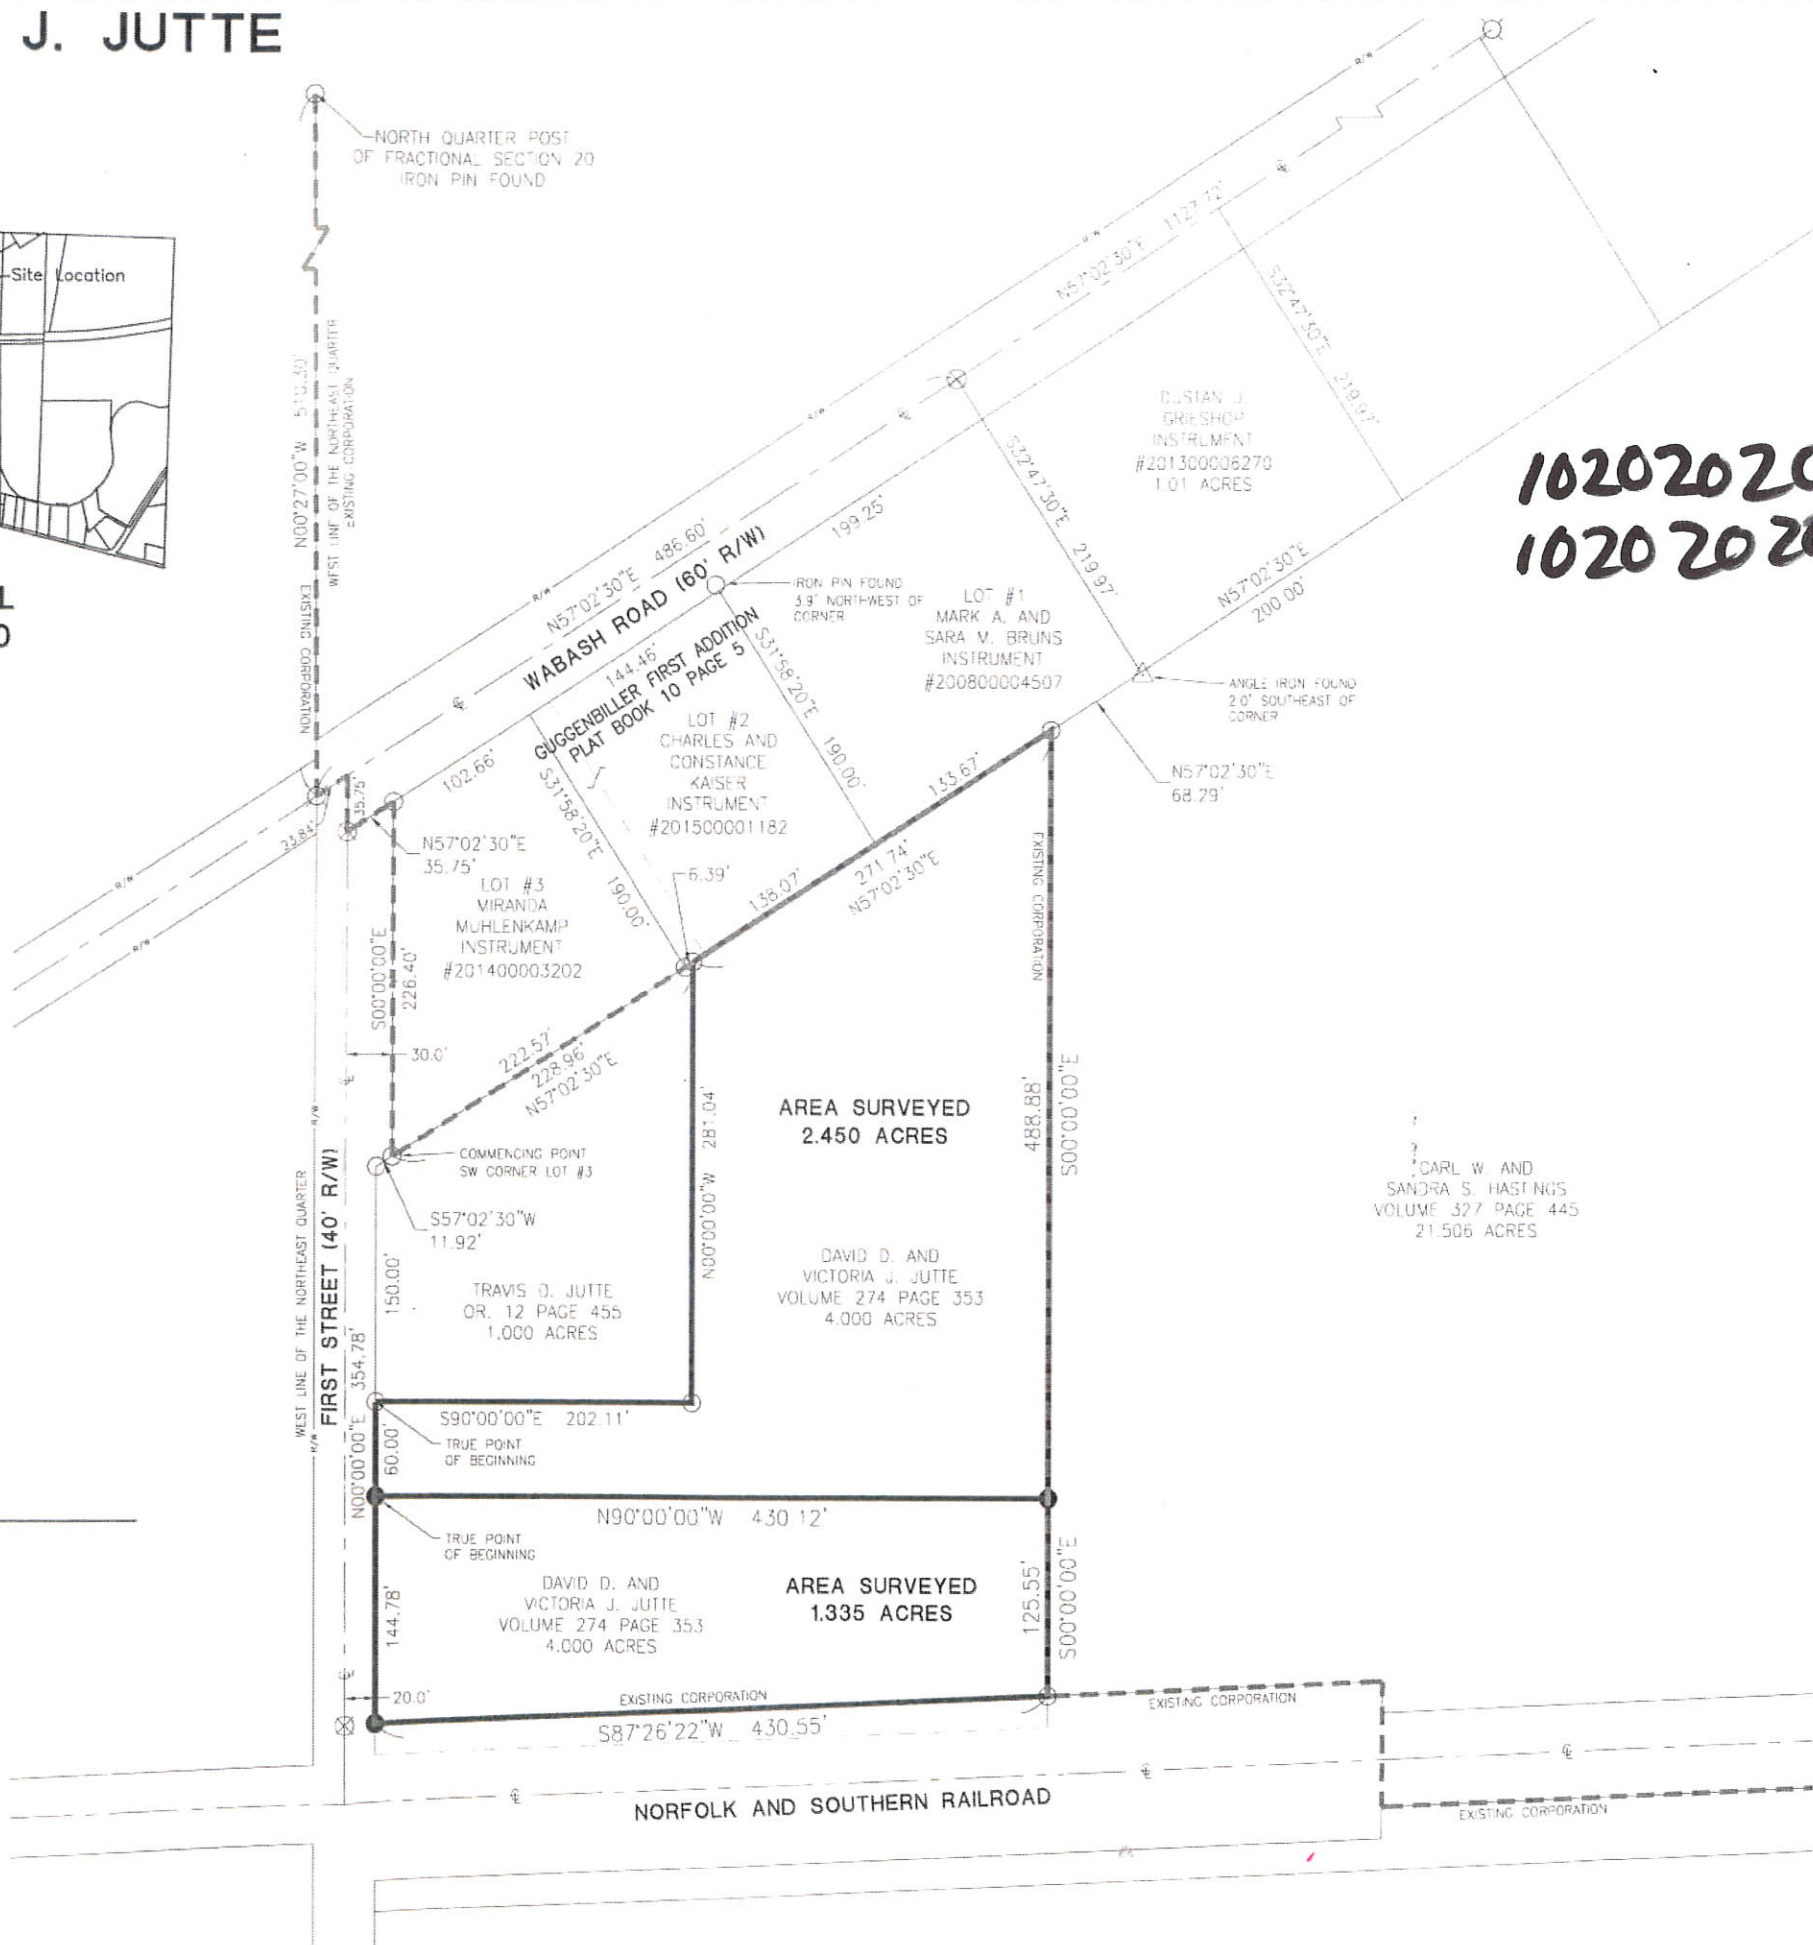 J. JUTTE
NORTH QUARTER POST
OF FRACTIONAL SECTION 20
IRON PIN FOUND
Site Location
L
0
N00°27'00"W 510.30'
WEST LINE OF THE NORTHEAST QUARTER
EXISTING CORPORATION
EXISTING CORPORATION
R/W
R/W
R/W
R/W
N57°02'30"E 1127.72'
S32°47'30"E 219.97'
DUSTAN J.
GRIESHOP
INSTRUMENT
#201300006270
1.01 ACRES
10202020
10202020
S32°47'30"E 219.97'
N57°02'30"E
200.00'
N57°02'30"E 486.60'
WABASH ROAD (60' R/W)
199.25'
144.46'
102.66'
GUGGENBILLER FIRST ADDITION
PLAT BOOK 10 PAGE 5
IRON PIN FOUND
3.9' NORTHWEST OF
CORNER
LOT #1
MARK A. AND
SARA M. BRUNS
INSTRUMENT
#200800004507
ANGLE IRON FOUND
2.0' SOUTHEAST OF
CORNER
N57°02'30"E
68.29'
S31°58'20"E 190.00'
LOT #2
CHARLES AND
CONSTANCE
KAISER
INSTRUMENT
#201500001182
S31°58'20"E 190.00'
35.75'
23.84'
R/W
R/W
N57°02'30"E
35.75'
LOT #3
MIRANDA
MUHLENKAMP
INSTRUMENT
#201400003202
6.39'
133.67'
138.07'
271.74'
N57°02'30"E
EXISTING CORPORATION
S00°00'00"E
226.40'
30.0'
222.57'
228.96'
N57°02'30"E
R/W
COMMENCING POINT
SW CORNER LOT #3
S57°02'30"W
11.92'
281.04'
N00°00'00"W
AREA SURVEYED
2.450 ACRES
488.88'
S00°00'00"E
CARL W. AND
SANDRA S. HASTINGS
VOLUME 327 PAGE 445
21.506 ACRES
DAVID D. AND
VICTORIA J. JUTTE
VOLUME 274 PAGE 353
4.000 ACRES
TRAVIS D. JUTTE
OR. 12 PAGE 455
1.000 ACRES
WEST LINE OF THE NORTHEAST QUARTER
FIRST STREET (40' R/W)
R/W
150.00'
N00°00'00"E 354.78'
S90°00'00"E 202.11'
60.00'
TRUE POINT
OF BEGINNING
N90°00'00"W 430.12'
TRUE POINT
OF BEGINNING
DAVID D. AND
VICTORIA J. JUTTE
VOLUME 274 PAGE 353
4.000 ACRES
AREA SURVEYED
1.335 ACRES
144.78'
125.55'
S00°00'00"E
20.0'
EXISTING CORPORATION
S87°26'22"W 430.55'
EXISTING CORPORATION
NORFOLK AND SOUTHERN RAILROAD
EXISTING CORPORATION